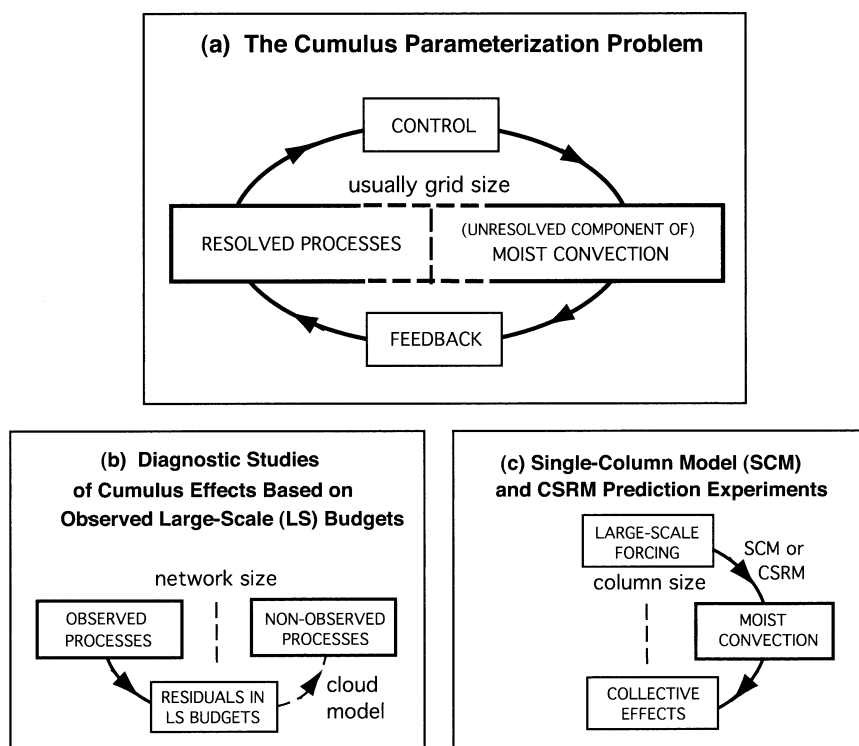 (a) The Cumulus Parameterization Problem
CONTROL
usually grid size
RESOLVED PROCESSES
(UNRESOLVED COMPONENT OF)
MOIST CONVECTION
FEEDBACK
(b) Diagnostic Studies
of Cumulus Effects Based on
Observed Large-Scale (LS) Budgets
network size
OBSERVED
PROCESSES
NON-OBSERVED
PROCESSES
RESIDUALS IN
LS BUDGETS
cloud
model
(c) Single-Column Model (SCM)
and CSRM Prediction Experiments
LARGE-SCALE
FORCING
SCM or
CSRM
column size
MOIST
CONVECTION
COLLECTIVE
EFFECTS